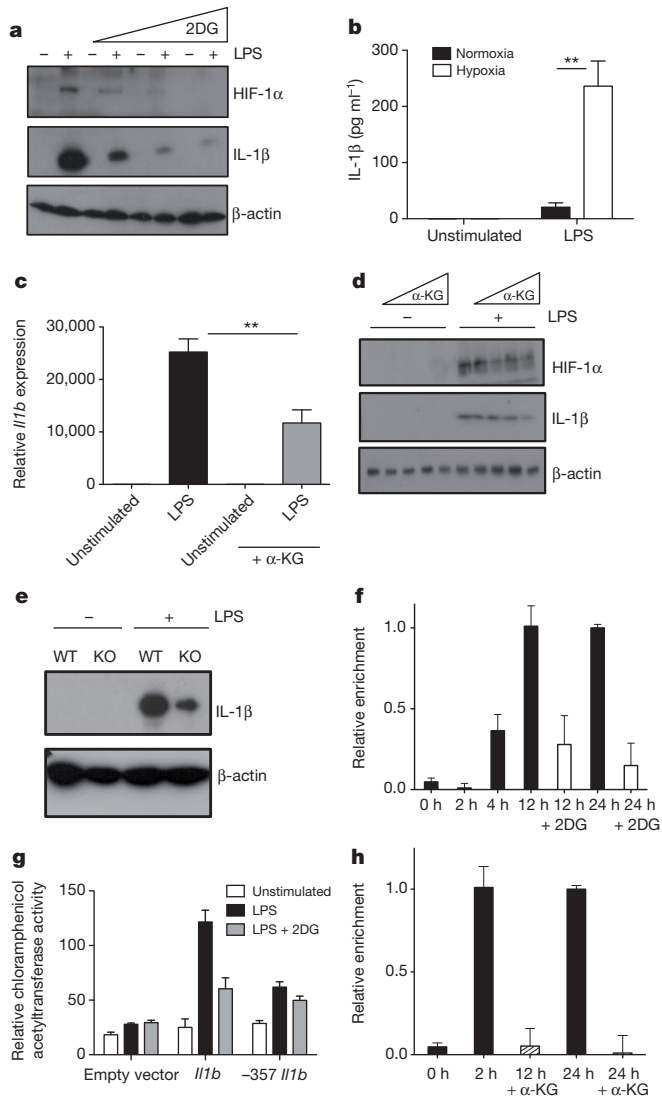 a
2DG
– + – + – + – + LPS
HIF-1α
IL-1β
β-actin
b
IL-1β (pg ml–1)
300
200
100
0
Normoxia
Hypoxia
**
Unstimulated LPS
c
Relative Il1b expression
30,000
20,000
10,000
0
**
Unstimulated
LPS
Unstimulated
LPS
+ α-KG
d
α-KG α-KG
– + LPS
HIF-1α
IL-1β
β-actin
e
– + LPS
WT KO WT KO
IL-1β
β-actin
f
Relative enrichment
1.0
0.5
0.0
0 h 2 h 4 h 12 h 12 h 24 h 24 h
+ 2DG + 2DG
g
Relative chloramphenicol
acetyltransferase activity
150
100
50
0
Unstimulated
LPS
LPS + 2DG
Empty vector Il1b –357 Il1b
h
Relative enrichment
1.0
0.5
0.0
0 h 2 h 12 h 24 h 24 h
+ α-KG + α-KG